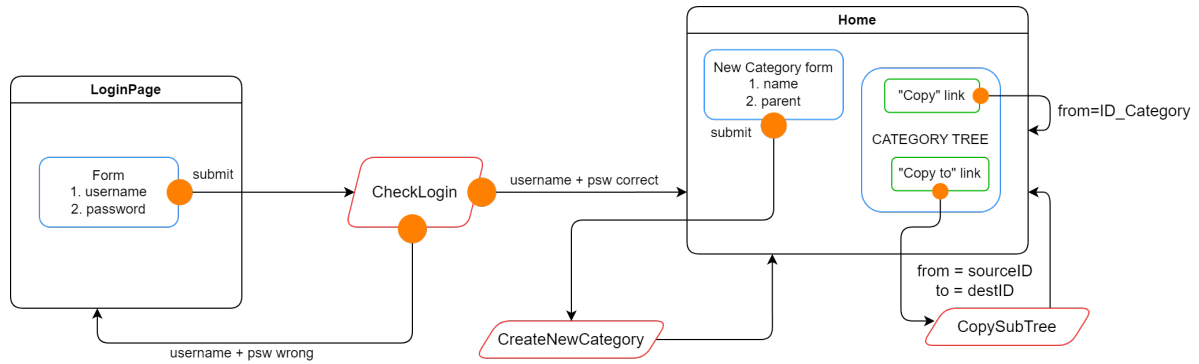 LoginPage
Form
1. username
2. password
submit
CheckLogin
username + psw correct
username + psw wrong
Home
New Category form
1. name
2. parent
submit
"Copy" link
CATEGORY TREE
"Copy to" link
from=ID_Category
from = sourceID
to = destID
CreateNewCategory
CopySubTree